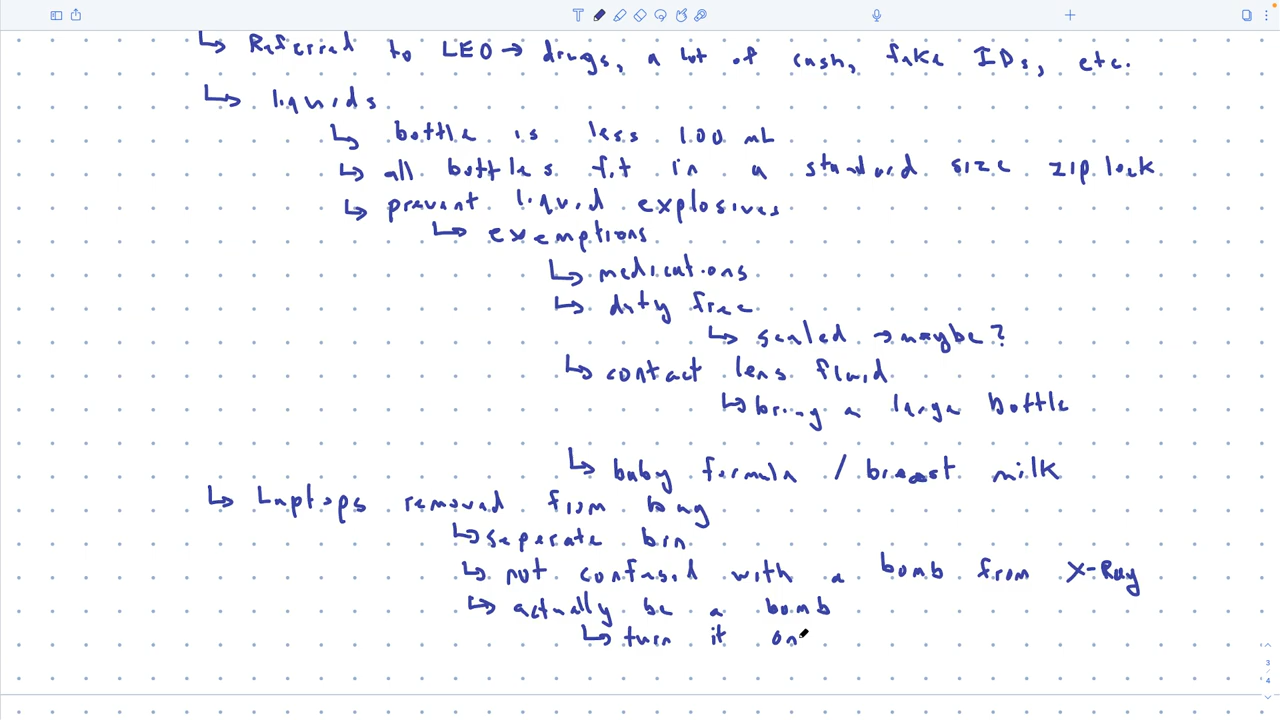 ↳ Referred to LEO → drugs, a lot of cash, fake IDs, etc.
↳ liquids
↳ bottle is less 100 mL
↳ all bottles fit in a standard size zip lock
↳ prevent liquid explosives
↳ exemptions
↳ medications
↳ duty free
↳ sealed → maybe?
↳ contact lens fluid
↳ bring a large bottle
↳ baby formula / breast milk
↳ Laptops removed from bag
↳ seperate bin
↳ not confused with a bomb from X-Ray
↳ actually be a bomb
↳ turn it on
3
4